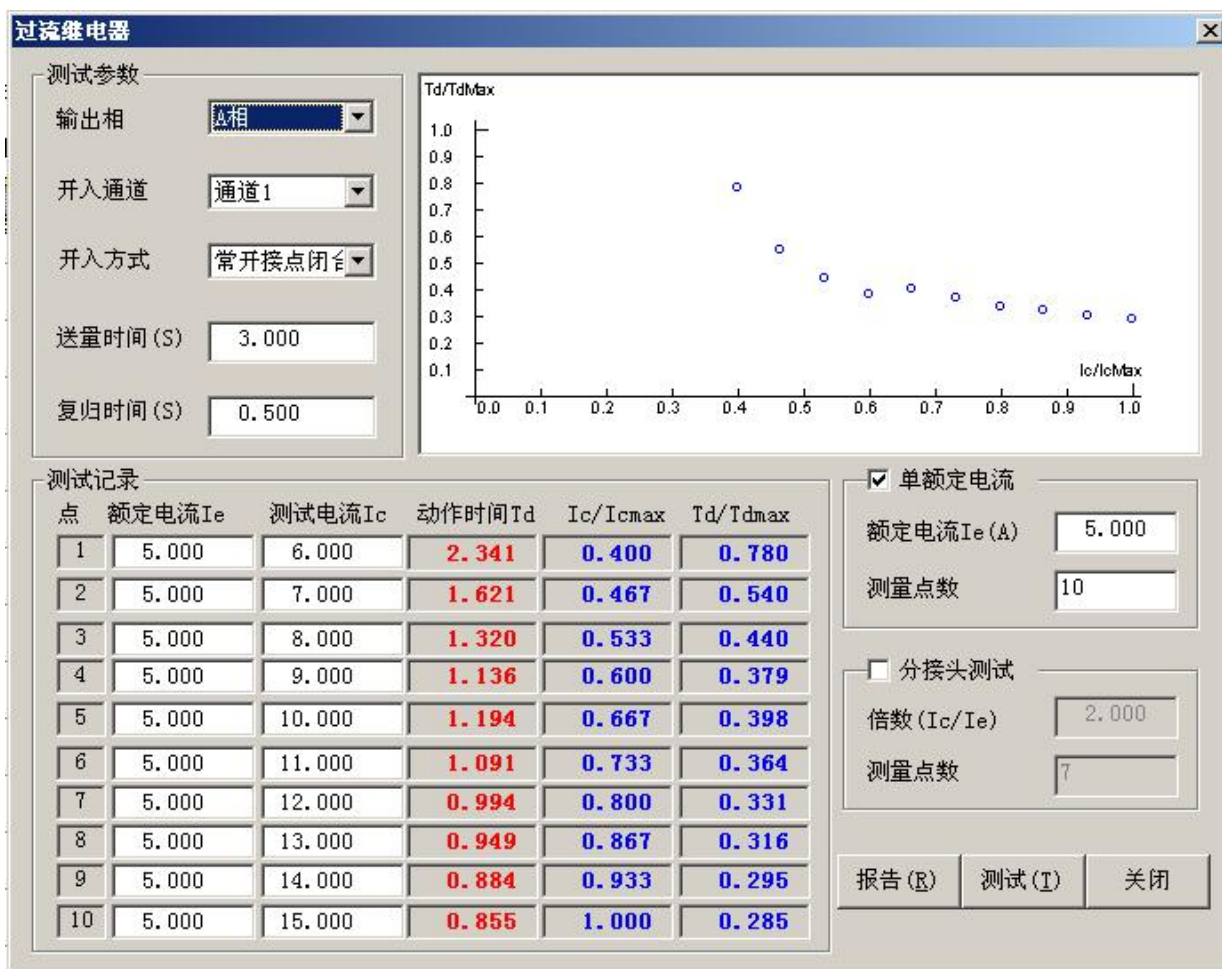 过流继电器
测试参数
输出相 A相
开入通道 通道1
开入方式 常开接点闭合
送量时间(S) 3.000
复归时间(S) 0.500
Td/TdMax
1.0
0.9
0.8
0.7
0.6
0.5
0.4
0.3
0.2
0.1
Ic/IcMax
0.0 0.1 0.2 0.3 0.4 0.5 0.6 0.7 0.8 0.9 1.0
测试记录
点 额定电流Ie 测试电流Ic 动作时间Td Ic/Icmax Td/Tdmax
1 5.000 6.000 2.341 0.400 0.780
2 5.000 7.000 1.621 0.467 0.540
3 5.000 8.000 1.320 0.533 0.440
4 5.000 9.000 1.136 0.600 0.379
5 5.000 10.000 1.194 0.667 0.398
6 5.000 11.000 1.091 0.733 0.364
7 5.000 12.000 0.994 0.800 0.331
8 5.000 13.000 0.949 0.867 0.316
9 5.000 14.000 0.884 0.933 0.295
10 5.000 15.000 0.855 1.000 0.285
单额定电流
额定电流Ie(A) 5.000
测量点数 10
分接头测试
倍数(Ic/Ie) 2.000
测量点数 7
报告(R) 测试(T) 关闭